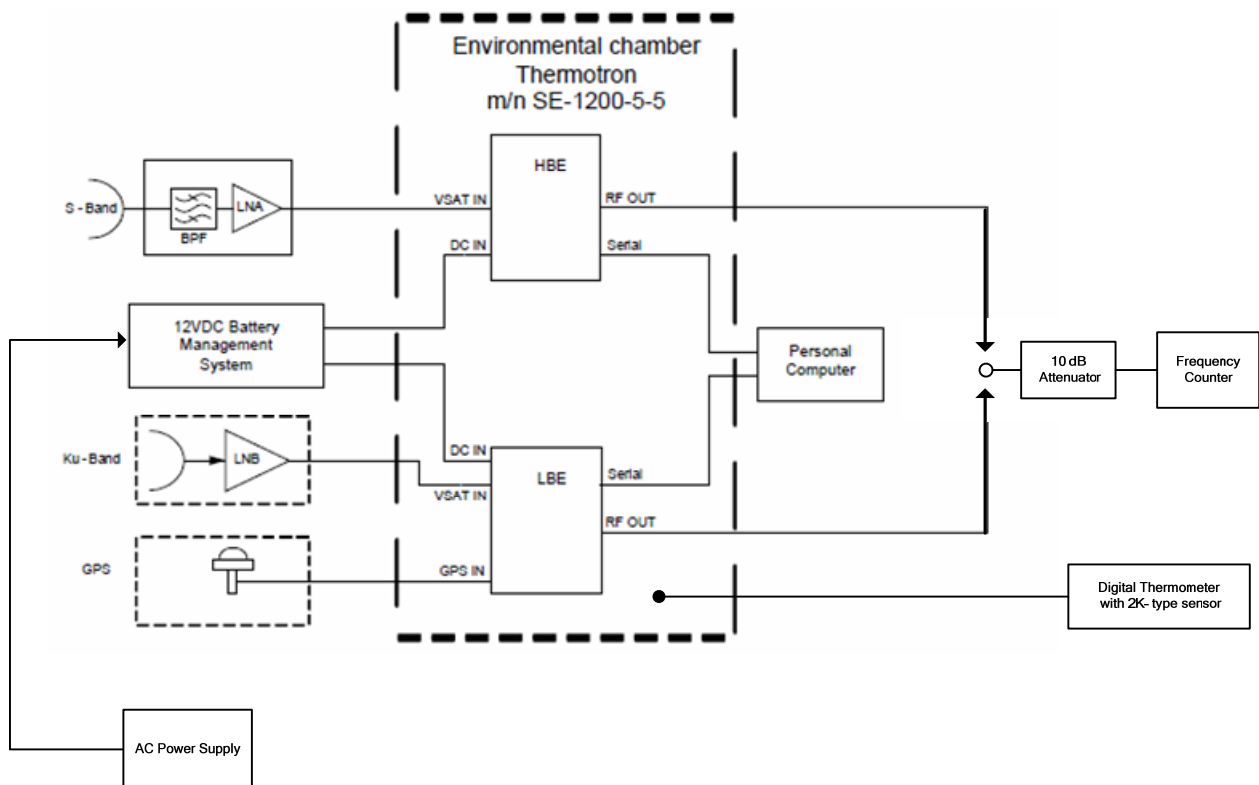 Environmental chamber
Thermotron
m/n SE-1200-5-5
HBE
VSAT IN
RF OUT
S - Band
LNA
BPF
DC IN
Serial
12VDC Battery
Management
System
Personal
Computer
10 dB
Attenuator
Frequency
Counter
Ku - Band
LNB
DC IN
Serial
LBE
VSAT IN
RF OUT
GPS
GPS IN
Digital Thermometer
with 2K- type sensor
AC Power Supply